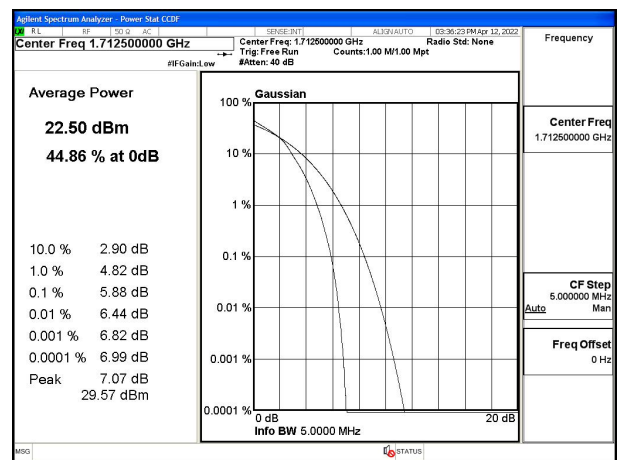 Agilent Spectrum Analyzer - Power Stat CCDF
RL RF 50 Ω AC SENSE:INT ALIGN AUTO 03:36:23 PM Apr 12, 2022
Center Freq 1.712500000 GHz
Center Freq: 1.712500000 GHz Radio Std: None
Trig: Free Run Counts:1.00 M/1.00 Mpt
#IFGain:Low #Atten: 40 dB
Frequency
Average Power
22.50 dBm
44.86 % at 0dB
10.0 % 2.90 dB
1.0 % 4.82 dB
0.1 % 5.88 dB
0.01 % 6.44 dB
0.001 % 6.82 dB
0.0001 % 6.99 dB
Peak 7.07 dB
29.57 dBm
Gaussian
100 %
10 %
1 %
0.1 %
0.01 %
0.001 %
0.0001 %
0 dB 20 dB
Info BW 5.0000 MHz
Center Freq
1.712500000 GHz
CF Step
5.000000 MHz
Auto Man
Freq Offset
0 Hz
MSG STATUS